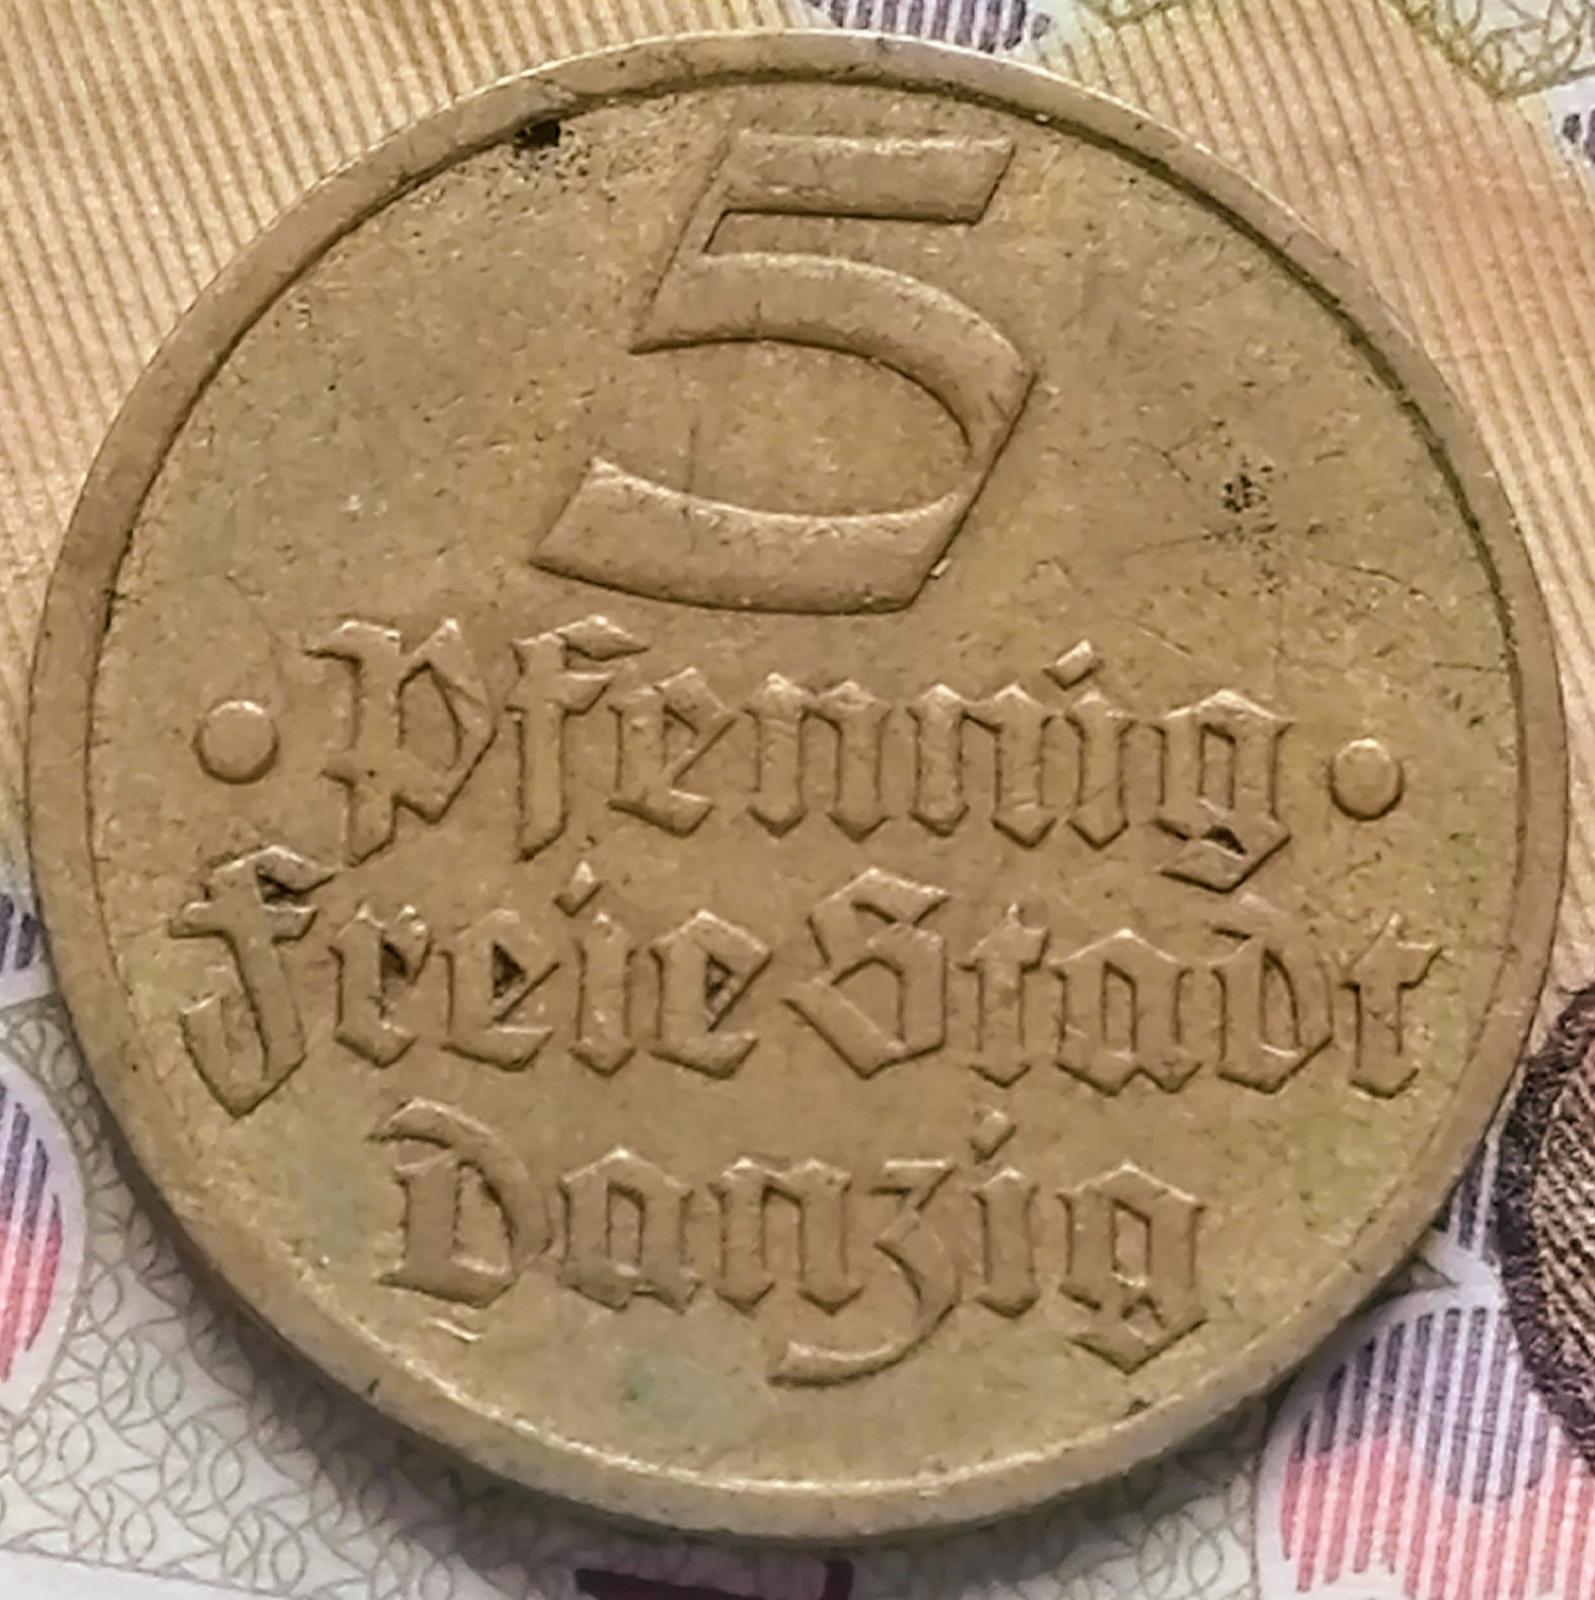 5
· Pfennig ·
Freie Stadt
Danzig